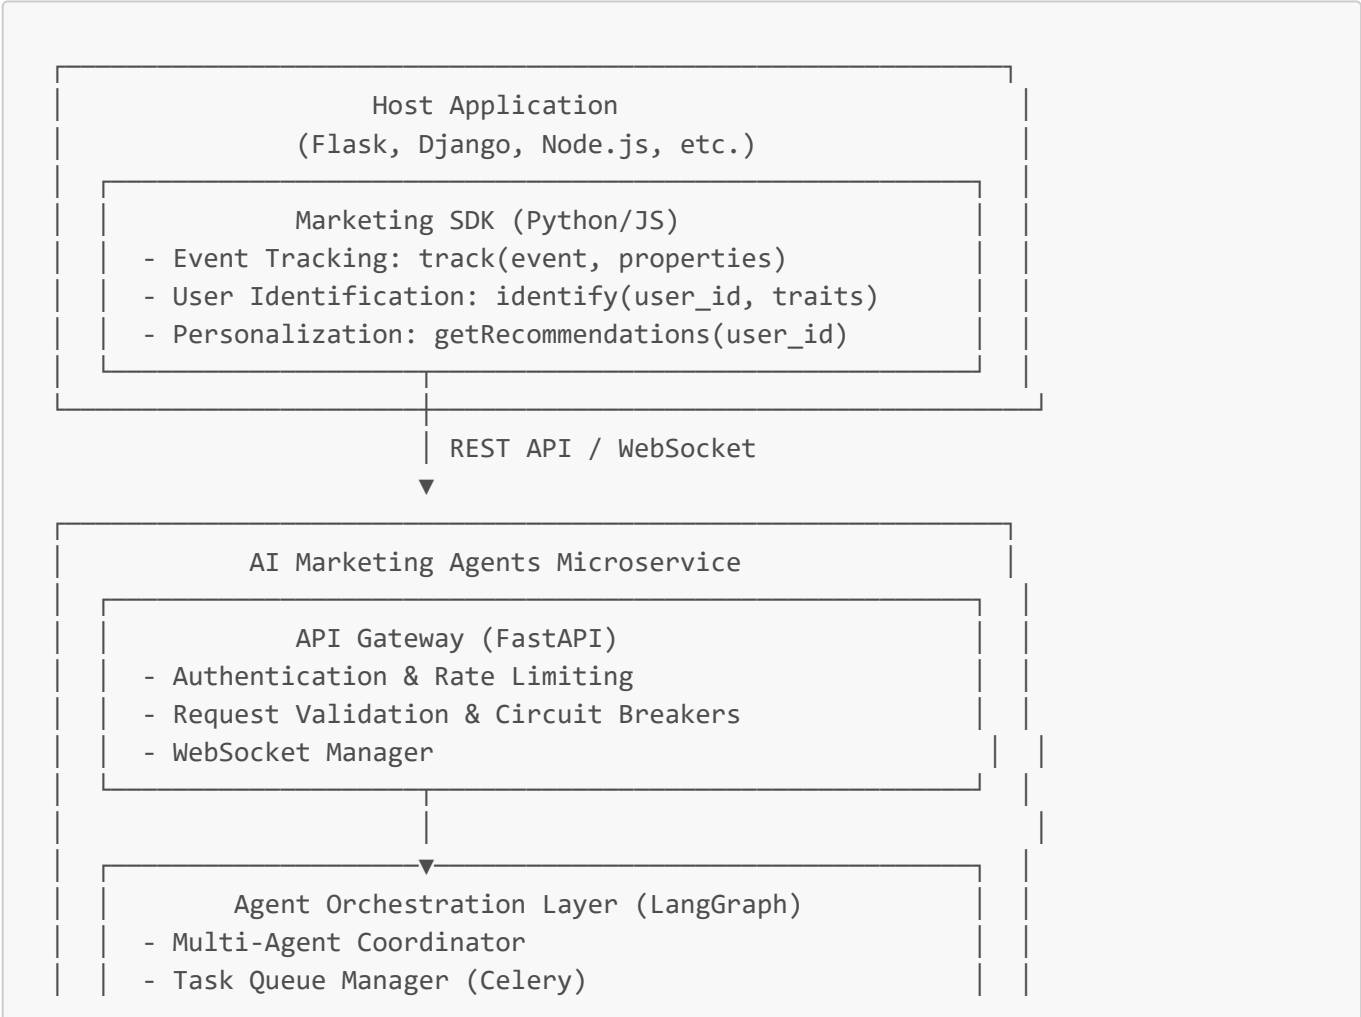 Host Application
(Flask, Django, Node.js, etc.)
Marketing SDK (Python/JS)
- Event Tracking: track(event, properties)
- User Identification: identify(user_id, traits)
- Personalization: getRecommendations(user_id)
REST API / WebSocket
AI Marketing Agents Microservice
API Gateway (FastAPI)
- Authentication & Rate Limiting
- Request Validation & Circuit Breakers
- WebSocket Manager
Agent Orchestration Layer (LangGraph)
- Multi-Agent Coordinator
- Task Queue Manager (Celery)